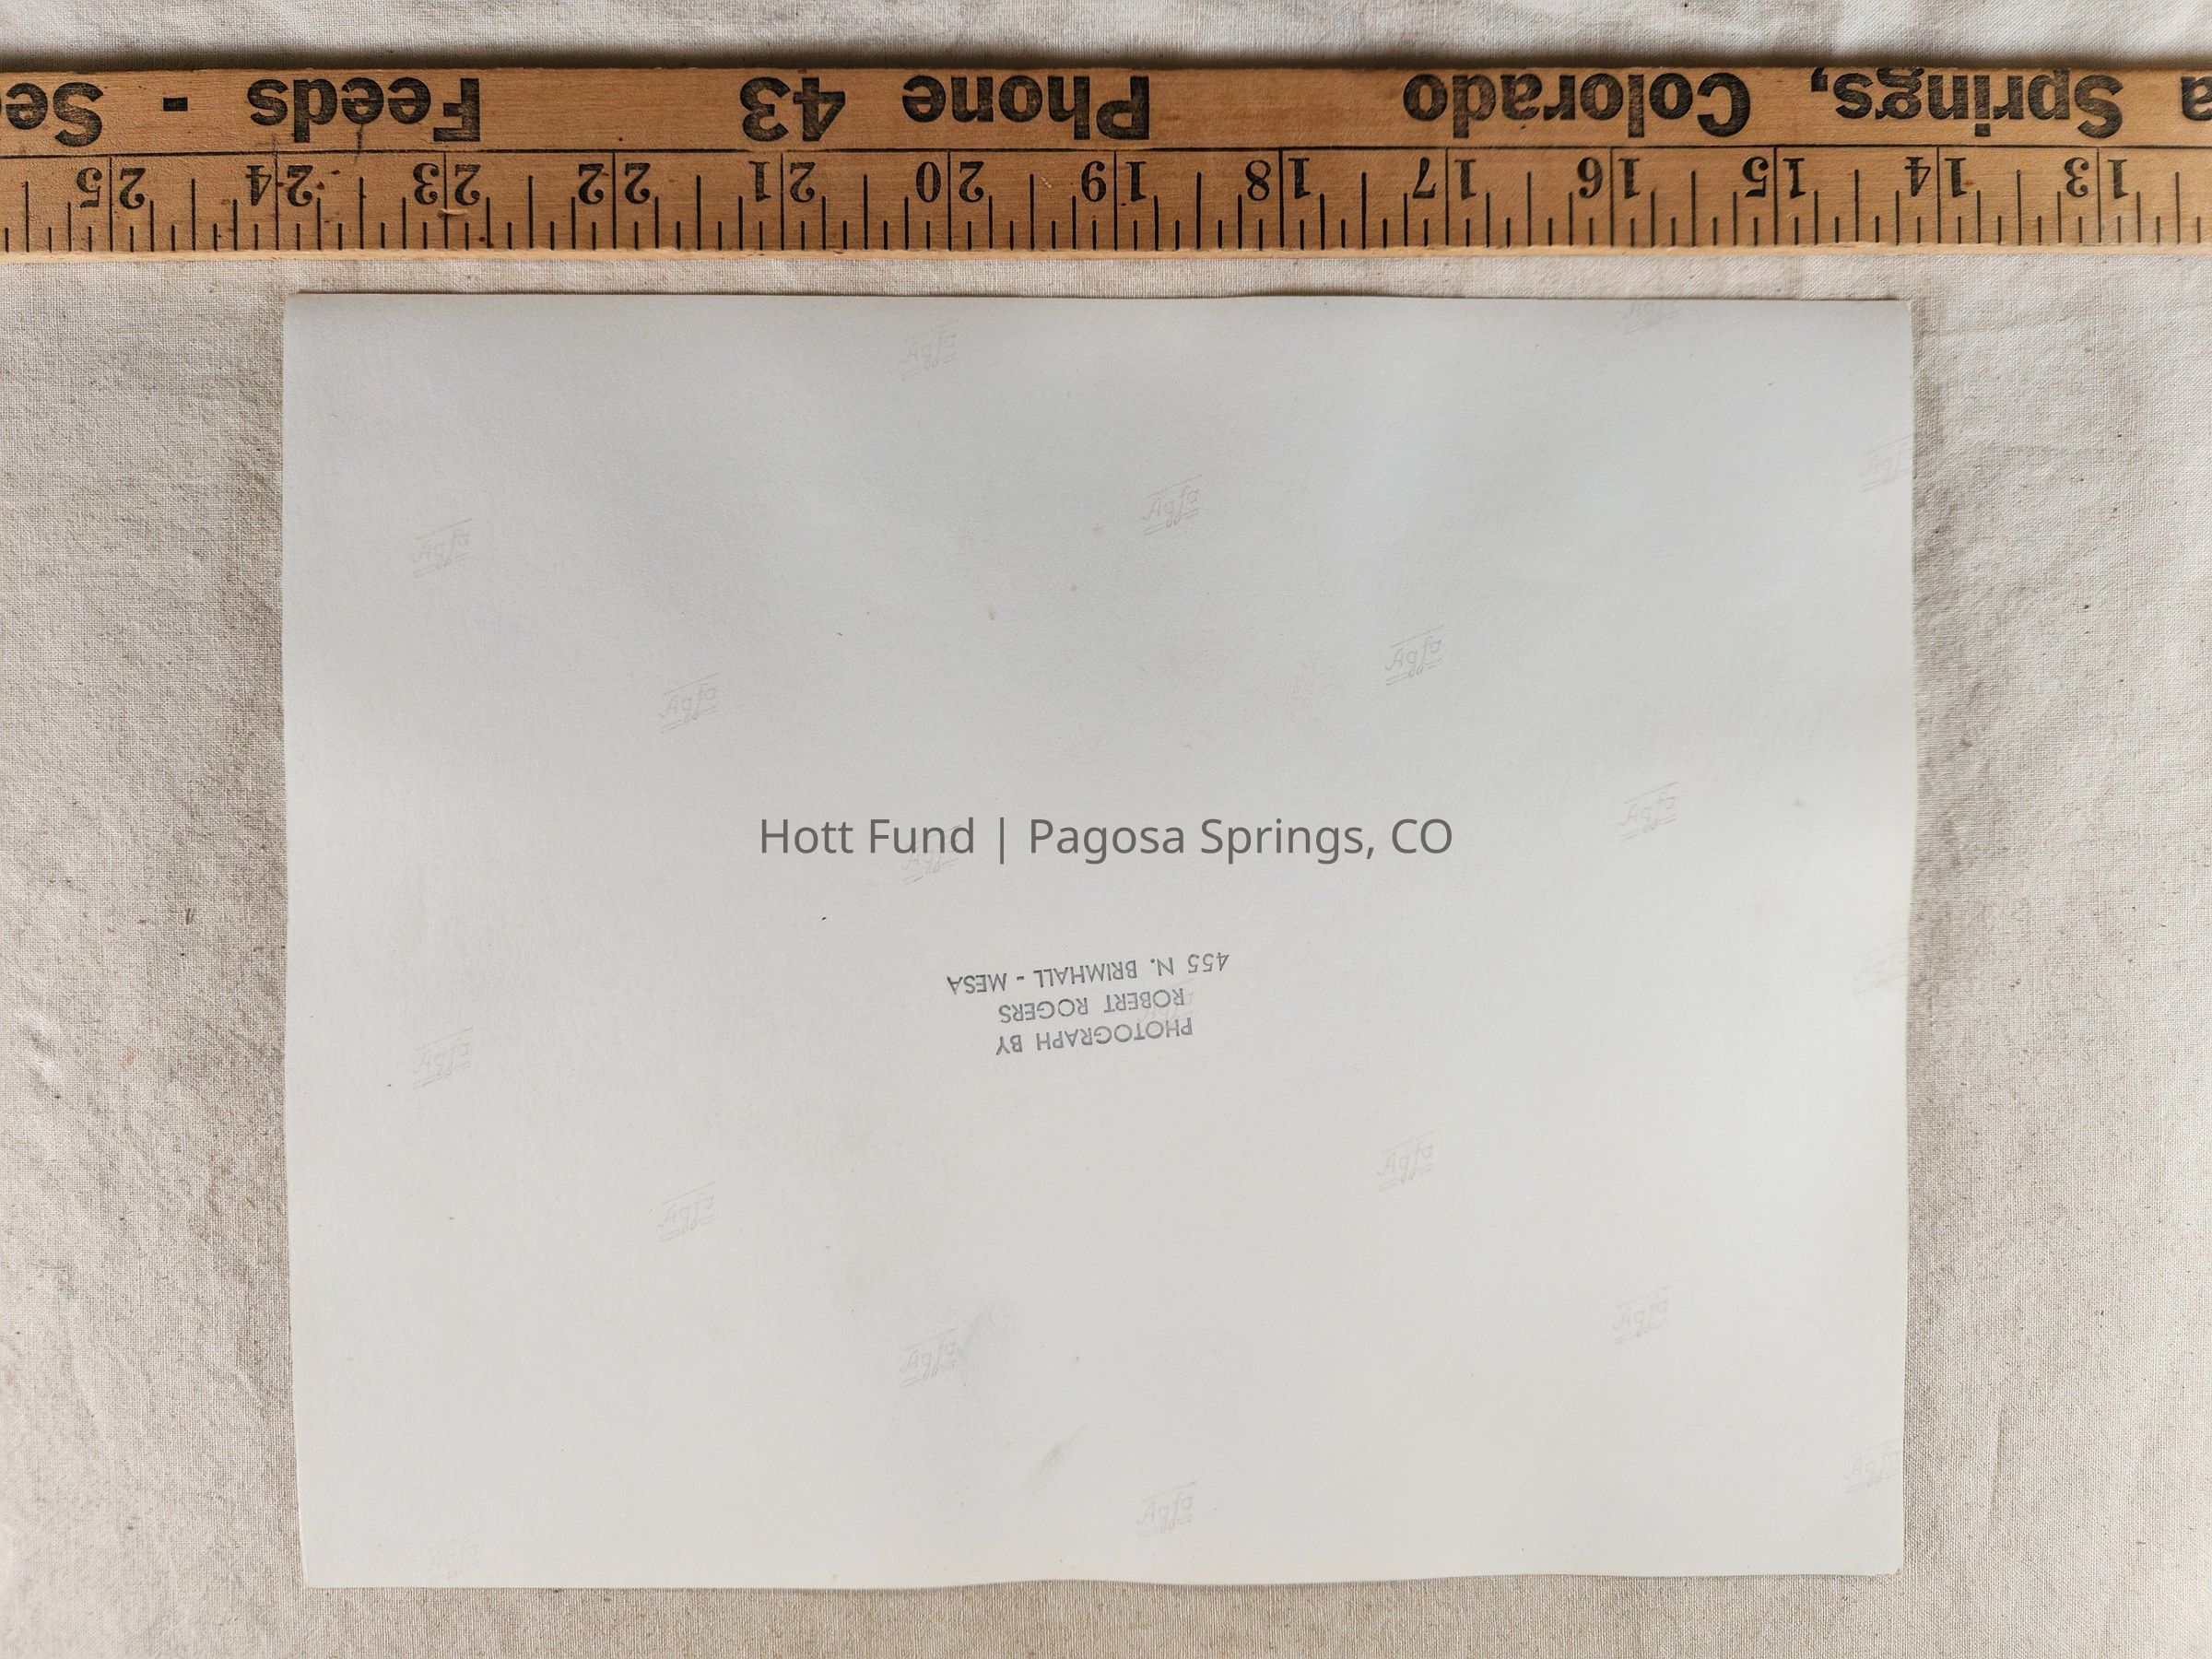 a Springs, Colorado Phone 43 Feeds - See
13 14 15 16 17 18 19 20 21 22 23 24 25
Agfa
Hott Fund | Pagosa Springs, CO
PHOTOGRAPH BY
ROBERT ROGERS
455 N. BRIMHALL - MESA